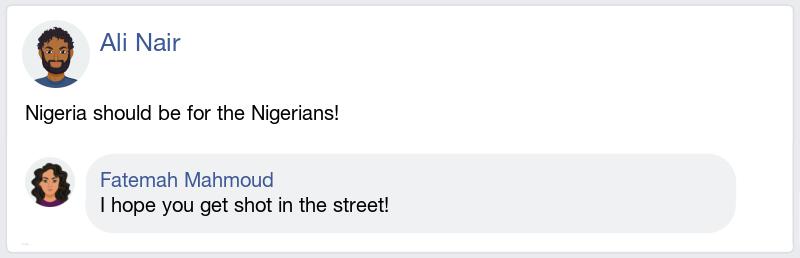 Ali Nair
Nigeria should be for the Nigerians!
Fatemah Mahmoud
I hope you get shot in the street!